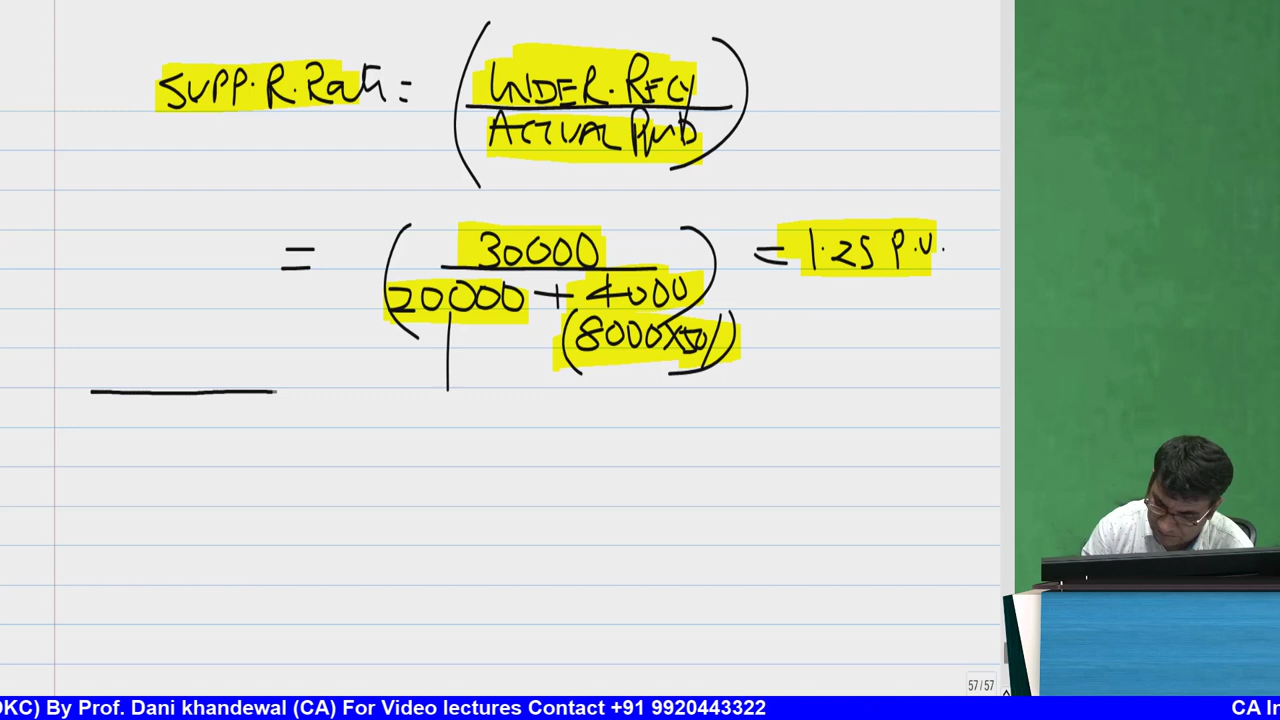 SUPP. R. Rate = (UNDER. RECY / ACTUAL Prod)
= (30000 / 20000 + 4000 (8000x50%)) = 1.25 P.U.
57/57
OKC) By Prof. Dani khandewal (CA) For Video lectures Contact +91 9920443322 CA In